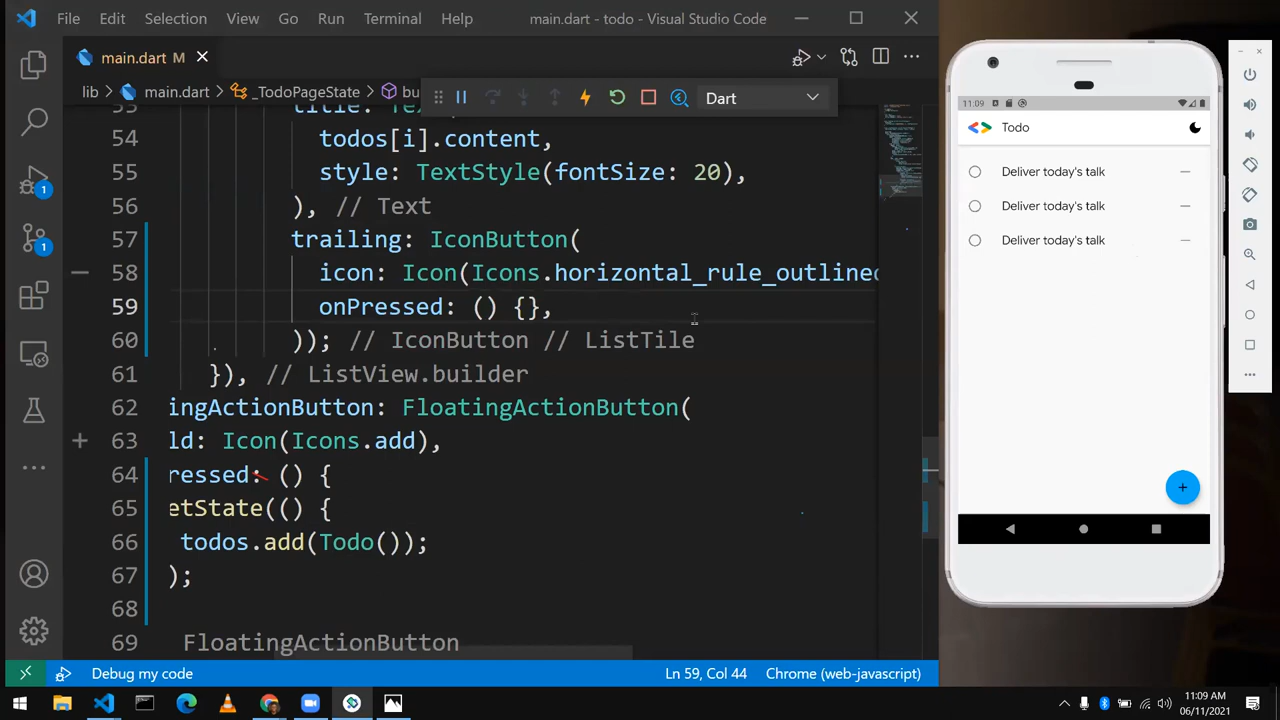 File Edit Selection View Go Run Terminal Help main.dart - todo - Visual Studio Code
main.dart M
lib main.dart _TodoPageState bu
Dart
54 todos[i].content,
55 style: TextStyle(fontSize: 20),
56 ), // Text
57 trailing: IconButton(
58 icon: Icon(Icons.horizontal_rule_outlined
59 onPressed: () {},
60 )); // IconButton // ListTile
61 }), // ListView.builder
62 ingActionButton: FloatingActionButton(
63 ld: Icon(Icons.add),
64 ressed: () {
65 etState(() {
66 todos.add(Todo());
67 );
68
69 FloatingActionButton
1
1
Debug my code Ln 59, Col 44 Chrome (web-javascript)
11:09
Todo
Deliver today's talk
Deliver today's talk
Deliver today's talk
11:09 AM
06/11/2021